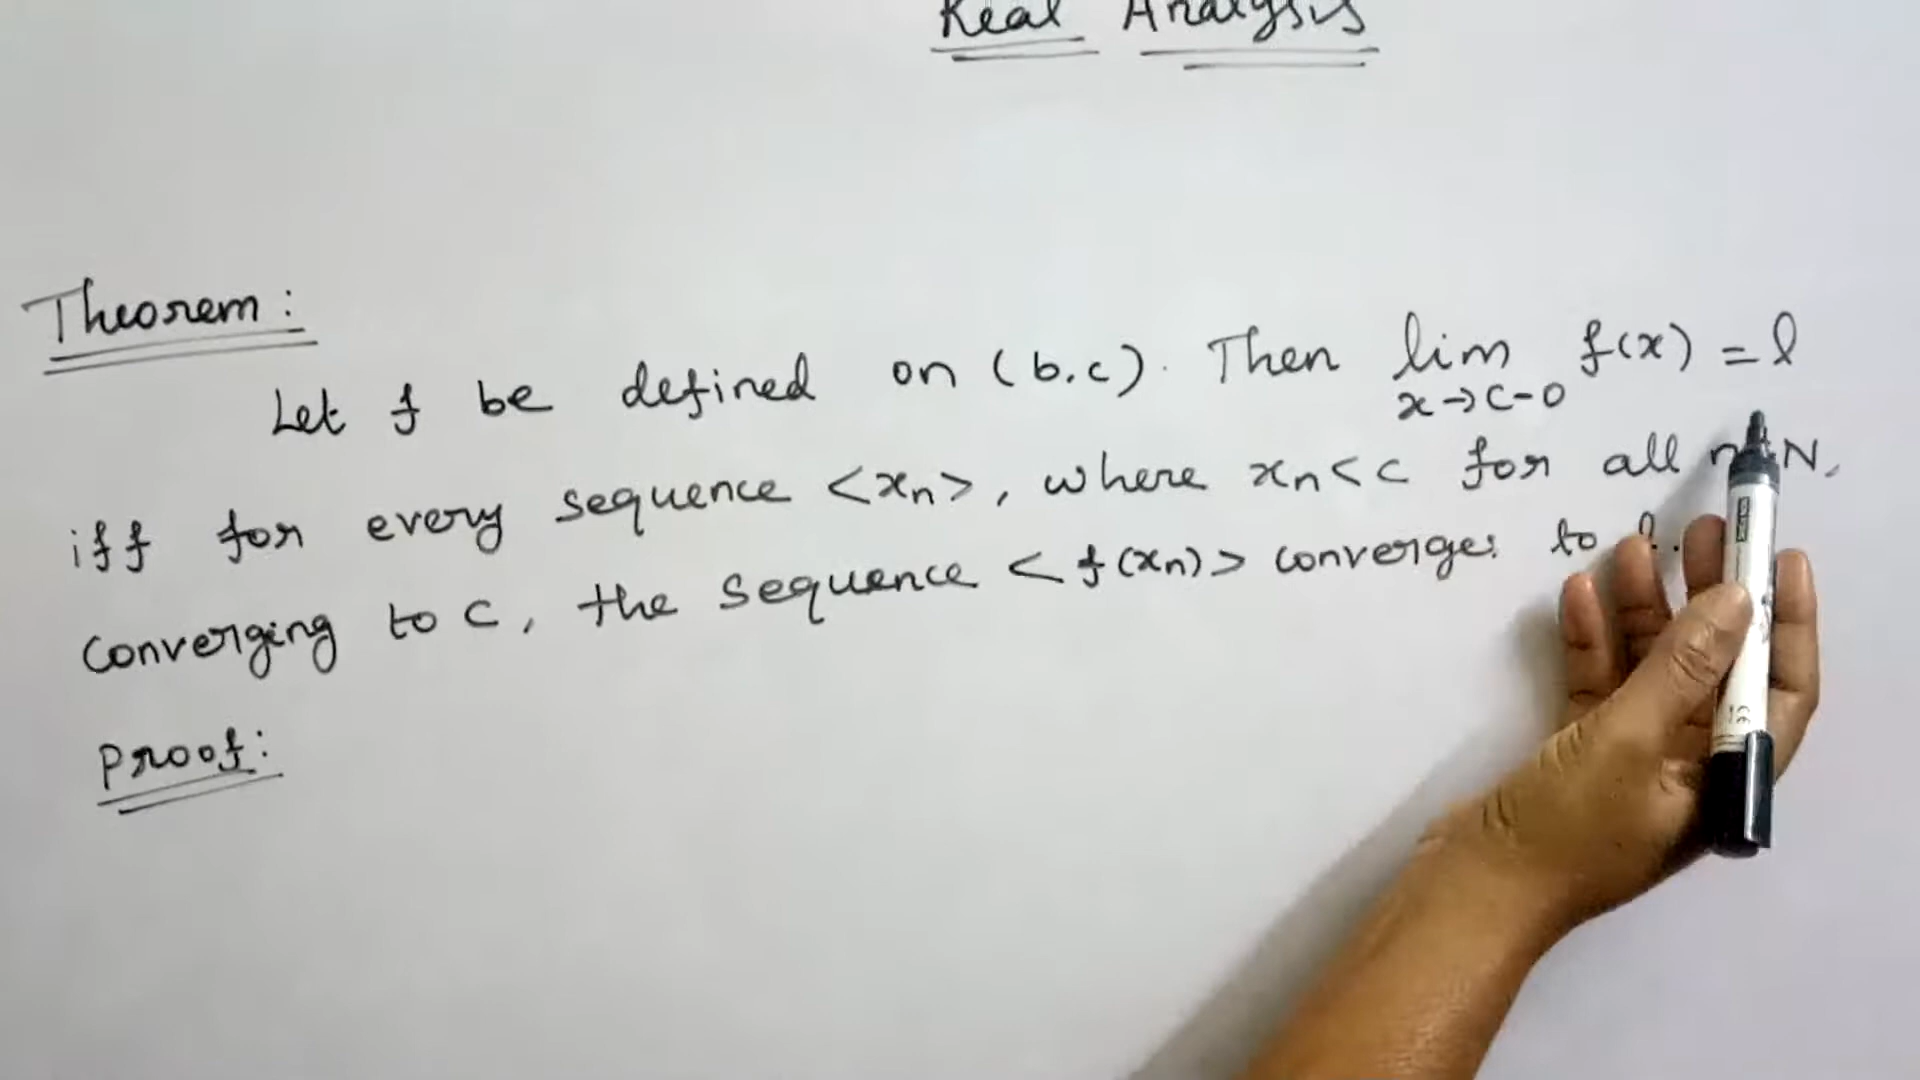 Real Analysis
Theorem:
Let f be defined on (b,c). Then lim f(x) = l
x→c-0
iff for every sequence <xn>, where xn<c for all N,
converging to c, the sequence <f(xn)> converges to l.
Proof: